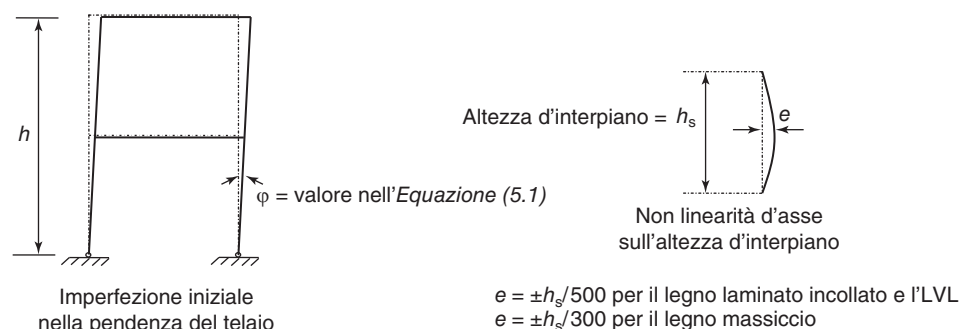 h
φ = valore nell'Equazione (5.1)
Imperfezione iniziale
nella pendenza del telaio
Altezza d'interpiano = hs
e
Non linearità d'asse
sull'altezza d'interpiano
e = ±hs/500 per il legno laminato incollato e l'LVL
e = ±hs/300 per il legno massiccio